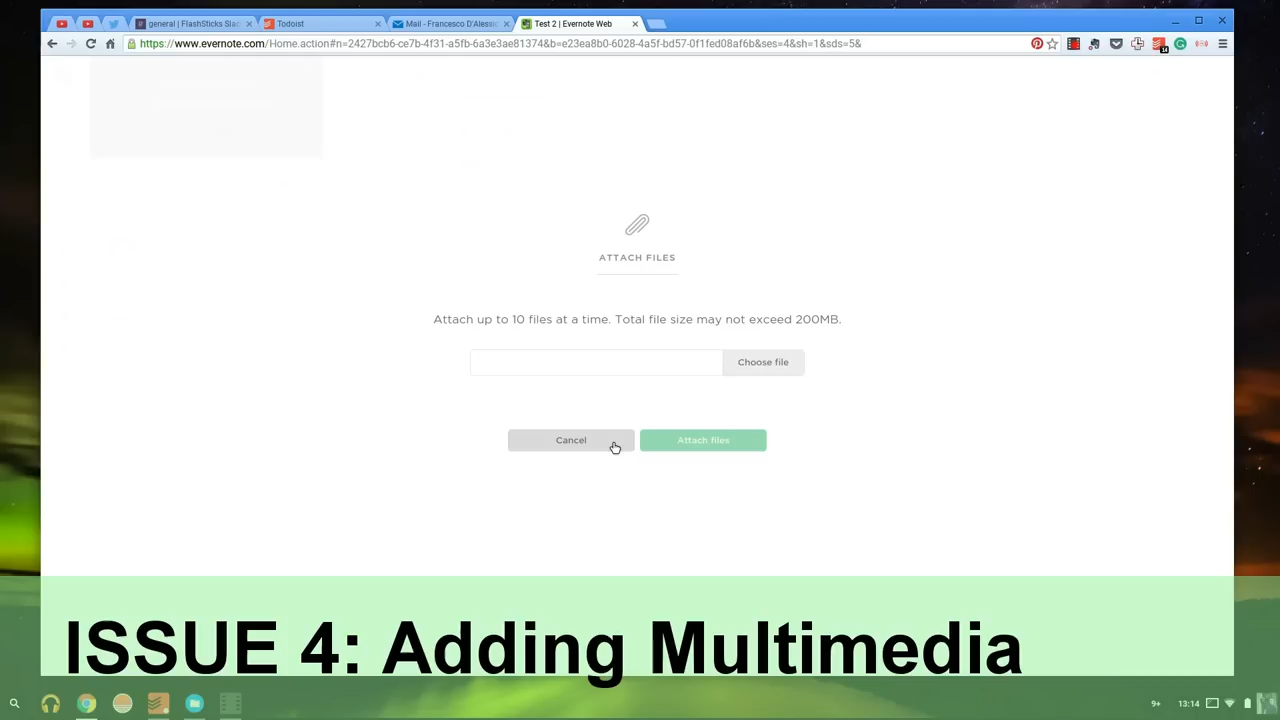 general | FlashSticks Slac
Todoist
Mail - Francesco D'Alessio
Test 2 | Evernote Web
https://www.evernote.com/Home.action#n=2427bcb6-ce7b-4f31-a5fb-6a3e3ae81374&b=e23ea8b0-6028-4a5f-bd57-0f1fed08af6b&ses=4&sh=1&sds=5&
14
ATTACH FILES
Attach up to 10 files at a time. Total file size may not exceed 200MB.
Choose file
Cancel
Attach files
ISSUE 4: Adding Multimedia
9+
13:14